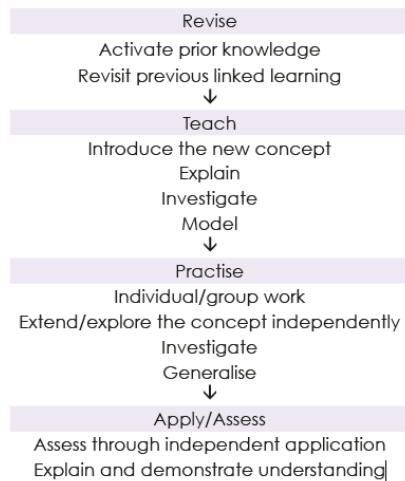 Revise
Activate prior knowledge
Revisit previous linked learning
↓
Teach
Introduce the new concept
Explain
Investigate
Model
↓
Practise
Individual/group work
Extend/explore the concept independently
Investigate
Generalise
↓
Apply/Assess
Assess through independent application
Explain and demonstrate understanding